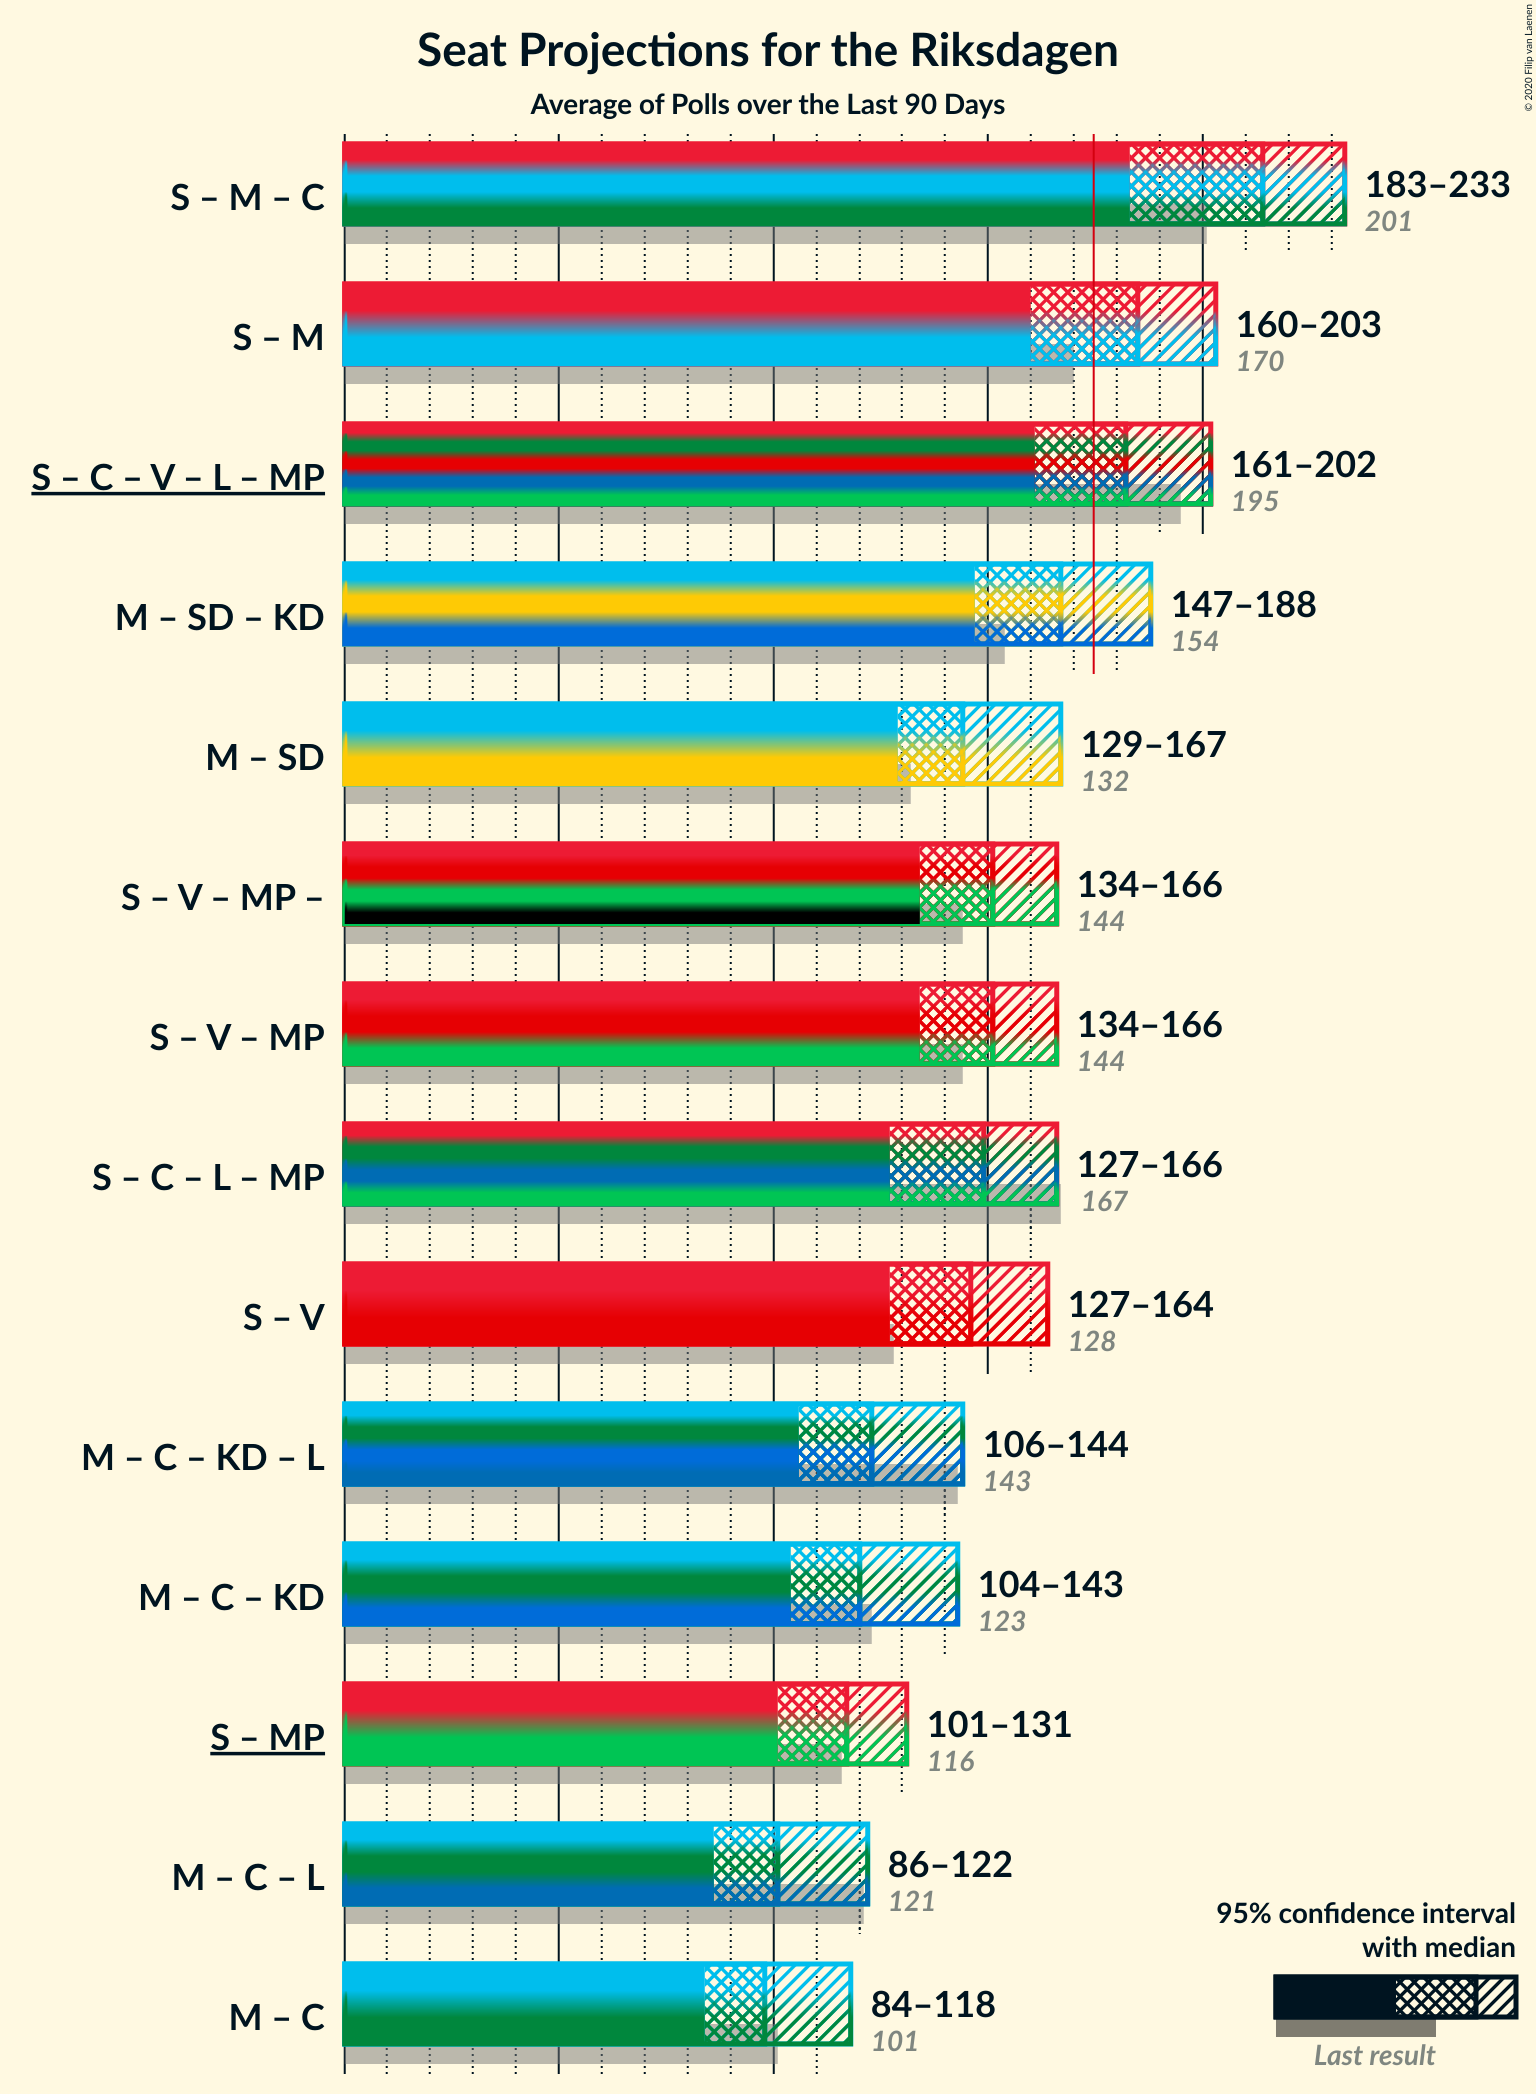 Seat Projections for the Riksdagen
Average of Polls over the Last 90 Days
© 2020 Filip van Laenen
S – M – C
183–233
201
S – M
160–203
170
S – C – V – L – MP
161–202
195
M – SD – KD
147–188
154
M – SD
129–167
132
S – V – MP –
134–166
144
S – V – MP
134–166
144
S – C – L – MP
127–166
167
S – V
127–164
128
M – C – KD – L
106–144
143
M – C – KD
104–143
123
S – MP
101–131
116
M – C – L
86–122
121
M – C
84–118
101
95% confidence interval
with median
Last result